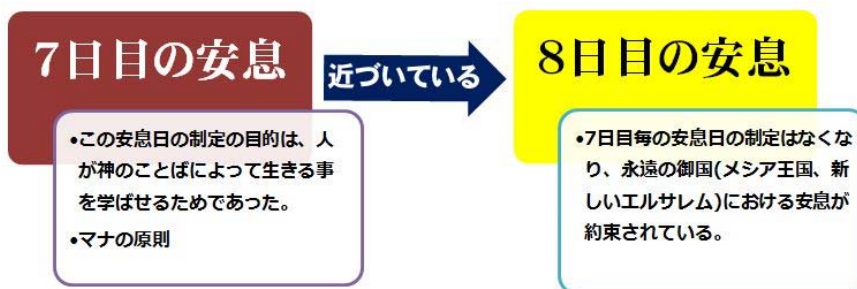 7日目の安息
近づいている
8日目の安息
•この安息日の制定の目的は、人
が神のことばによって生きる事
を学ばせるためであった。
•マナの原則
•7日目毎の安息日の制定はなくな
り、永遠の御国(メシア王国、新
しいエルサレム)における安息が
約束されている。